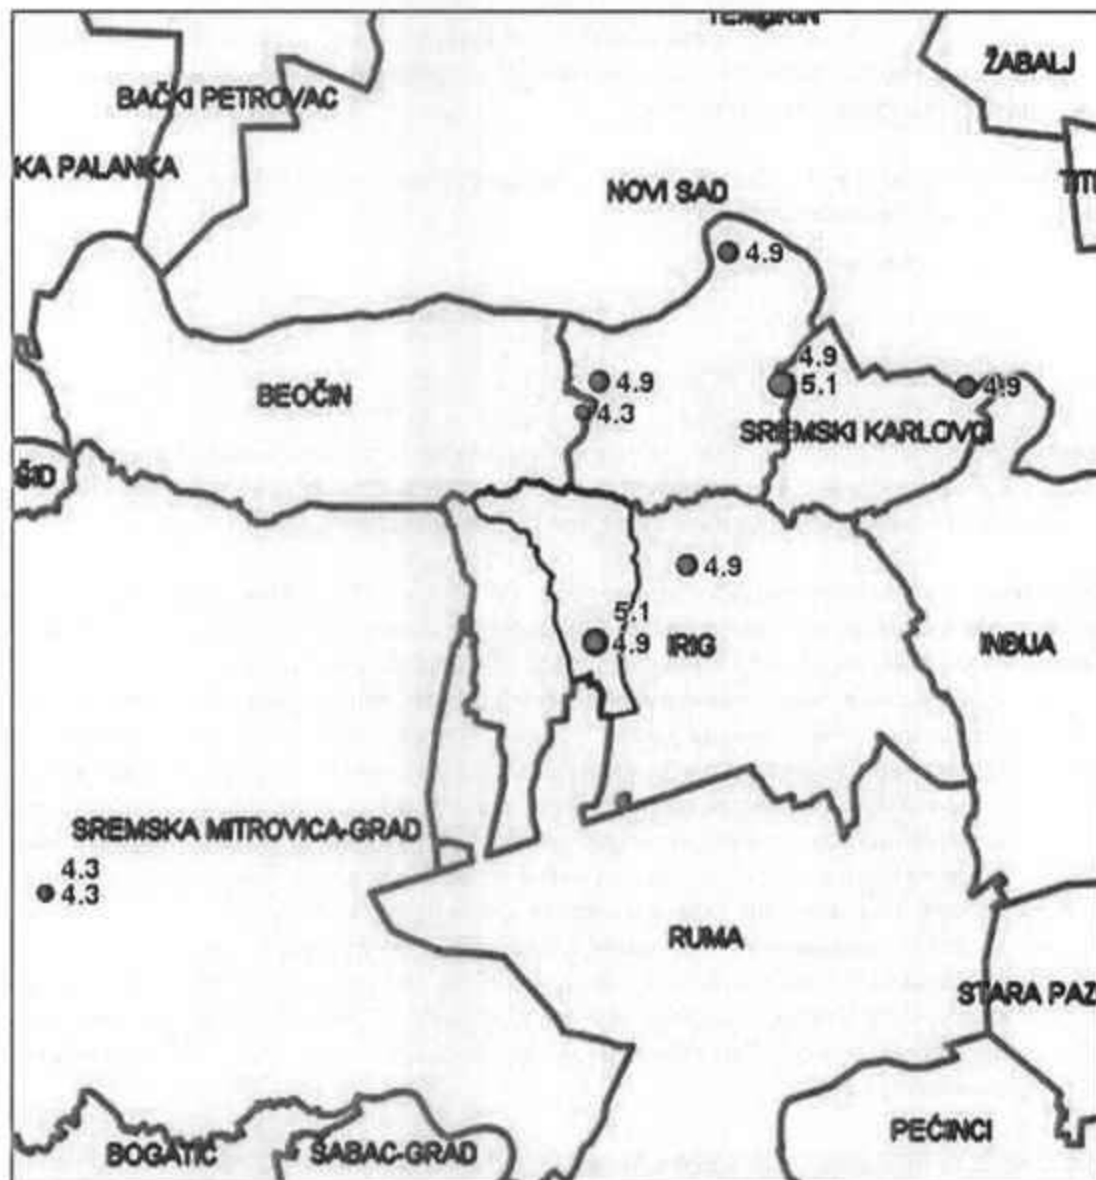 ŽABALJ
BAČKI PETROVAC
KA PALANKA
NOVI SAD
4.9
4.9
5.1
4.9
4.9
4.3
BEOČIN
SREMSKI KARLOVCI
ŠID
4.9
5.1
4.9
IRIG
INĐIJA
SREMSKA MITROVICA-GRAD
4.3
4.3
RUMA
STARA PAZ
PEĆINCI
BOGATIĆ
ŠABAC-GRAD